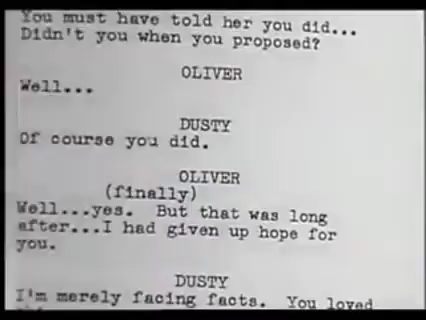 You must have told her you did...
Didn't you when you proposed?
OLIVER
Well...
DUSTY
Of course you did.
OLIVER
(finally)
Well...yes. But that was long
after...I had given up hope for
you.
DUSTY
I'm merely facing facts. You loved